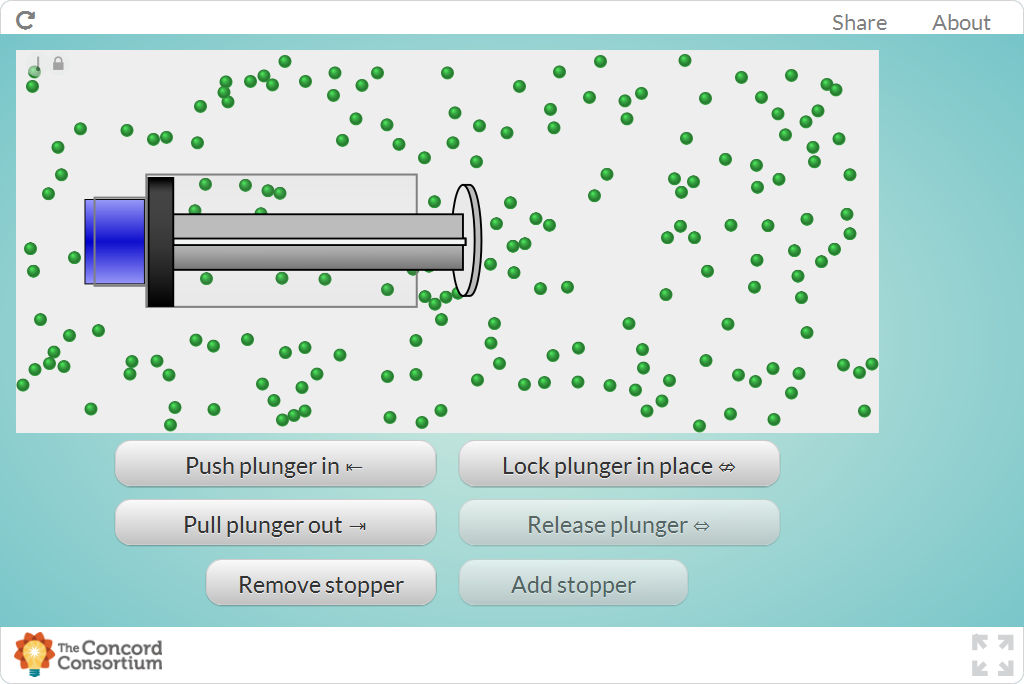 Share About
Push plunger in ⇤ Lock plunger in place ⇎
Pull plunger out ⇥ Release plunger ⇔
Remove stopper Add stopper
The Concord
Consortium